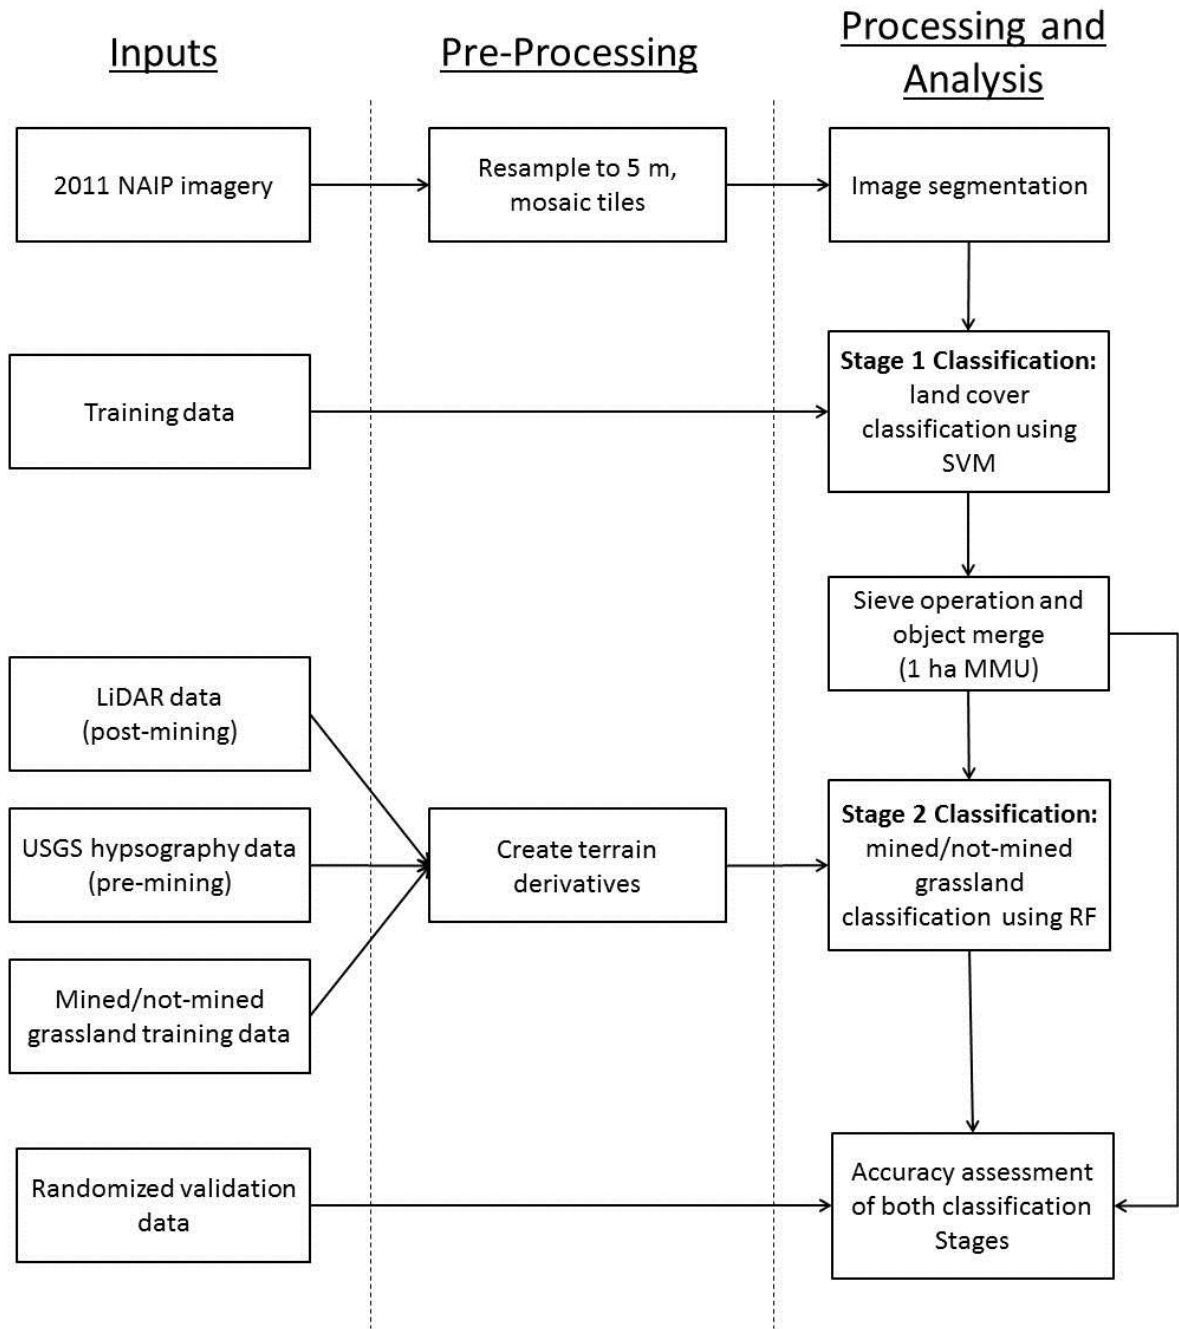 Inputs
Pre-Processing
Processing and
Analysis
2011 NAIP imagery
Resample to 5 m,
mosaic tiles
Image segmentation
Training data
Stage 1 Classification:
land cover
classification using
SVM
Sieve operation and
object merge
(1 ha MMU)
LiDAR data
(post-mining)
USGS hypsography data
(pre-mining)
Mined/not-mined
grassland training data
Create terrain
derivatives
Stage 2 Classification:
mined/not-mined
grassland
classification using RF
Randomized validation
data
Accuracy assessment
of both classification
Stages